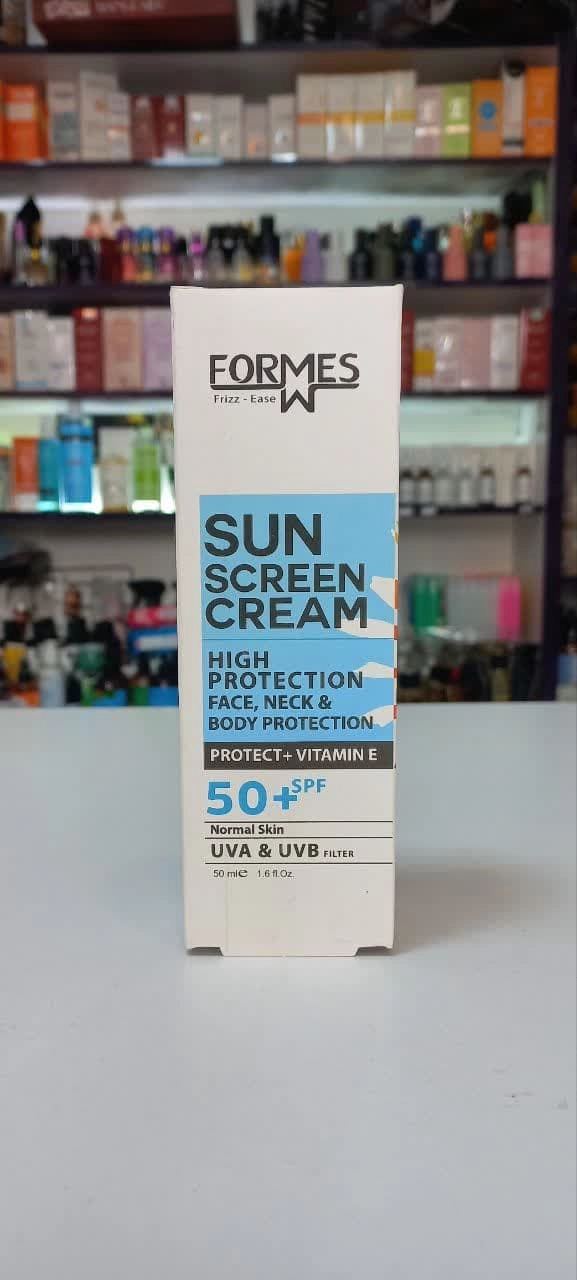 FORMES
Frizz - Ease
SUN
SCREEN
CREAM
HIGH
PROTECTION
FACE, NECK &
BODY PROTECTION
PROTECT+ VITAMIN E
50+SPF
Normal Skin
UVA & UVB FILTER
50 ml e 1.6 fl.Oz.